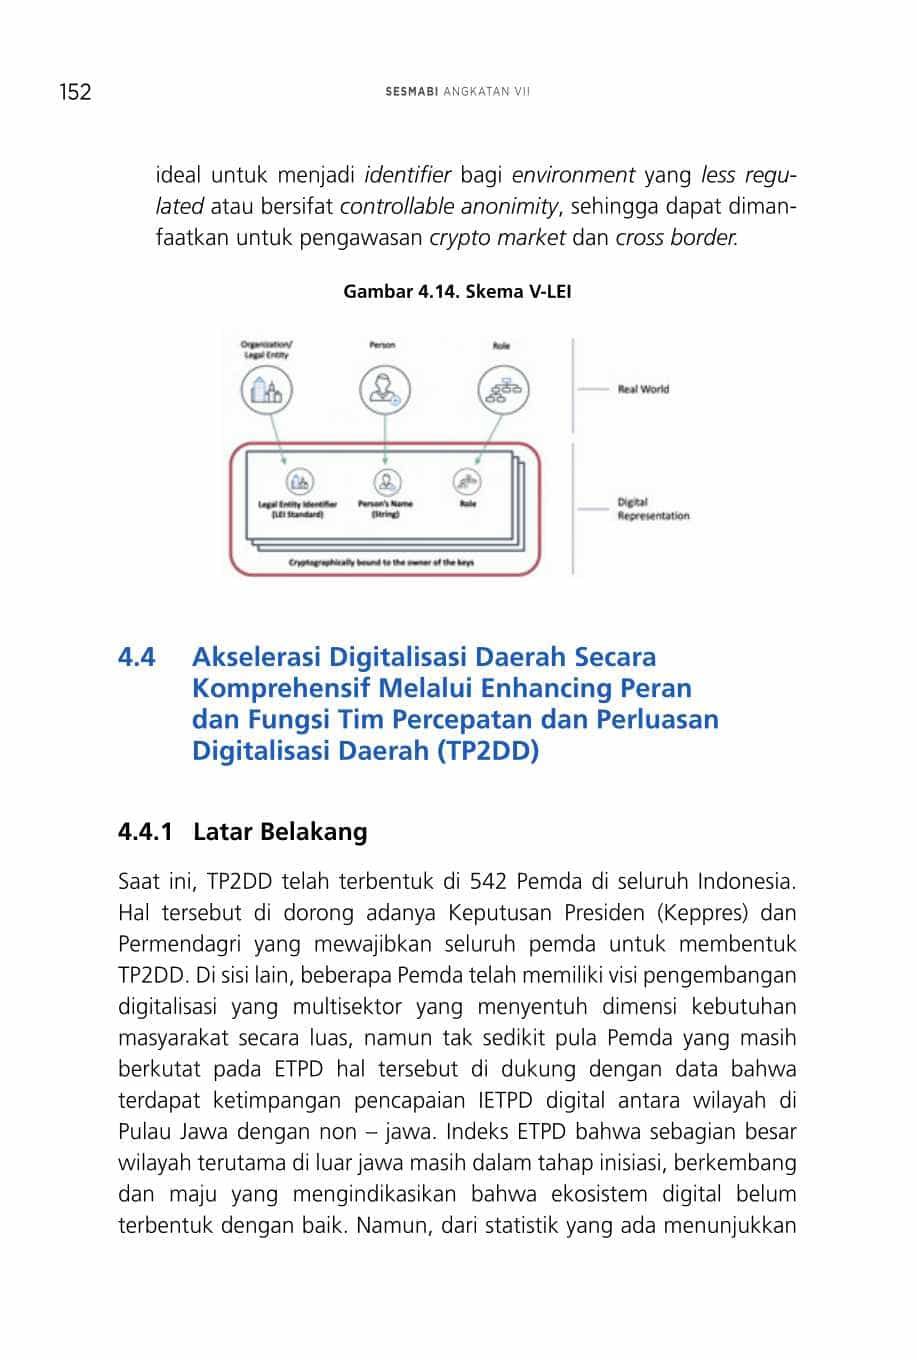 152
SESMABI ANGKATAN VII
ideal untuk menjadi identifier bagi environment yang less regu-
lated atau bersifat controllable anonimity, sehingga dapat diman-
faatkan untuk pengawasan crypto market dan cross border.
Gambar 4.14. Skema V-LEI
Organization/
Legal Entity
Person
Role
Real World
Legal Entity Identifier
(LEI Standard)
Person's Name
(String)
Role
Digital
Representation
Cryptographically bound to the owner of the keys
4.4 Akselerasi Digitalisasi Daerah Secara
Komprehensif Melalui Enhancing Peran
dan Fungsi Tim Percepatan dan Perluasan
Digitalisasi Daerah (TP2DD)
4.4.1 Latar Belakang
Saat ini, TP2DD telah terbentuk di 542 Pemda di seluruh Indonesia.
Hal tersebut di dorong adanya Keputusan Presiden (Keppres) dan
Permendagri yang mewajibkan seluruh pemda untuk membentuk
TP2DD. Di sisi lain, beberapa Pemda telah memiliki visi pengembangan
digitalisasi yang multisektor yang menyentuh dimensi kebutuhan
masyarakat secara luas, namun tak sedikit pula Pemda yang masih
berkutat pada ETPD hal tersebut di dukung dengan data bahwa
terdapat ketimpangan pencapaian IETPD digital antara wilayah di
Pulau Jawa dengan non – jawa. Indeks ETPD bahwa sebagian besar
wilayah terutama di luar jawa masih dalam tahap inisiasi, berkembang
dan maju yang mengindikasikan bahwa ekosistem digital belum
terbentuk dengan baik. Namun, dari statistik yang ada menunjukkan